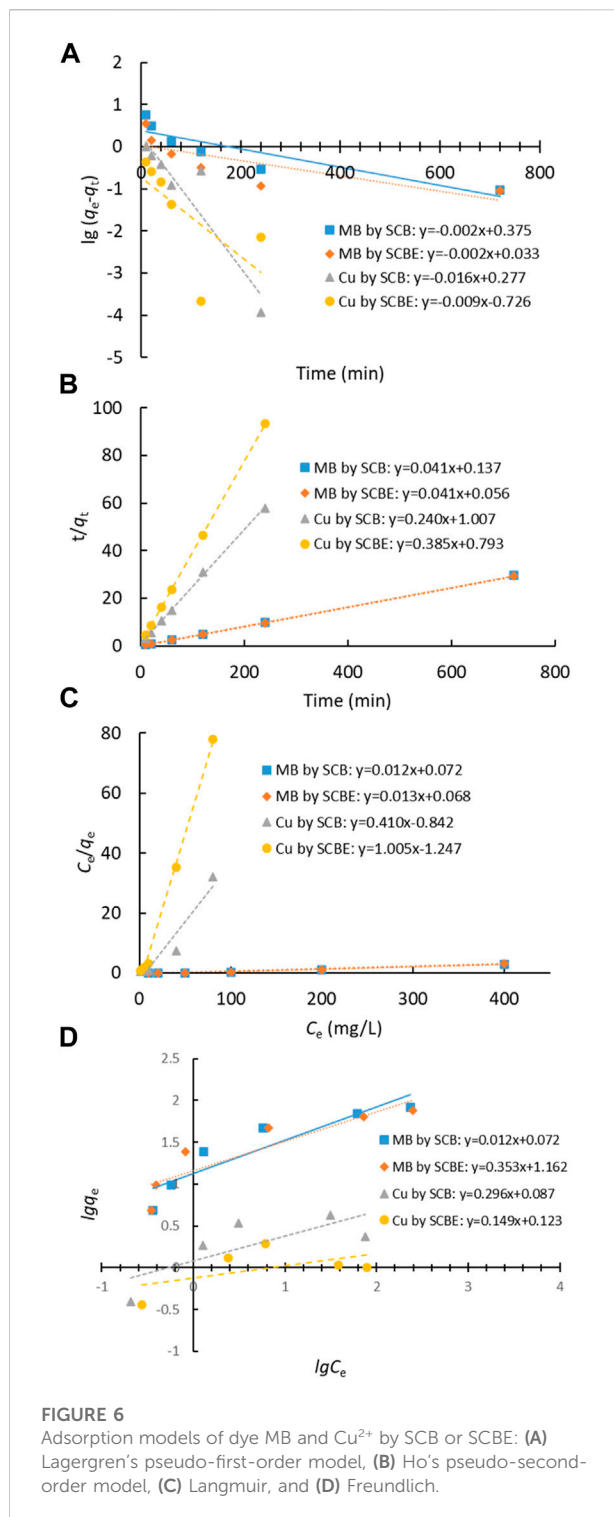 A
2
1
0
-1
-2
-3
-4
-5
0 200 400 600 800
lg (qe-qt)
MB by SCB: y=-0.002x+0.375
MB by SCBE: y=-0.002x+0.033
Cu by SCB: y=-0.016x+0.277
Cu by SCBE: y=-0.009x-0.726
Time (min)
B
100
80
60
40
20
0
t/qt
MB by SCB: y=0.041x+0.137
MB by SCBE: y=0.041x+0.056
Cu by SCB: y=0.240x+1.007
Cu by SCBE: y=0.385x+0.793
0 200 400 600 800
Time (min)
C
80
60
40
20
0
Ce/qe
MB by SCB: y=0.012x+0.072
MB by SCBE: y=0.013x+0.068
Cu by SCB: y=0.410x-0.842
Cu by SCBE: y=1.005x-1.247
0 100 200 300 400
Ce (mg/L)
D
2.5
2
1.5
1
0.5
0
-0.5
-1
lgqe
MB by SCB: y=0.012x+0.072
MB by SCBE: y=0.353x+1.162
Cu by SCB: y=0.296x+0.087
Cu by SCBE: y=0.149x+0.123
-1 0 1 2 3 4
lgCe
FIGURE 6
Adsorption models of dye MB and Cu²⁺ by SCB or SCBE: (A)
Lagergren's pseudo-first-order model, (B) Ho's pseudo-second-
order model, (C) Langmuir, and (D) Freundlich.